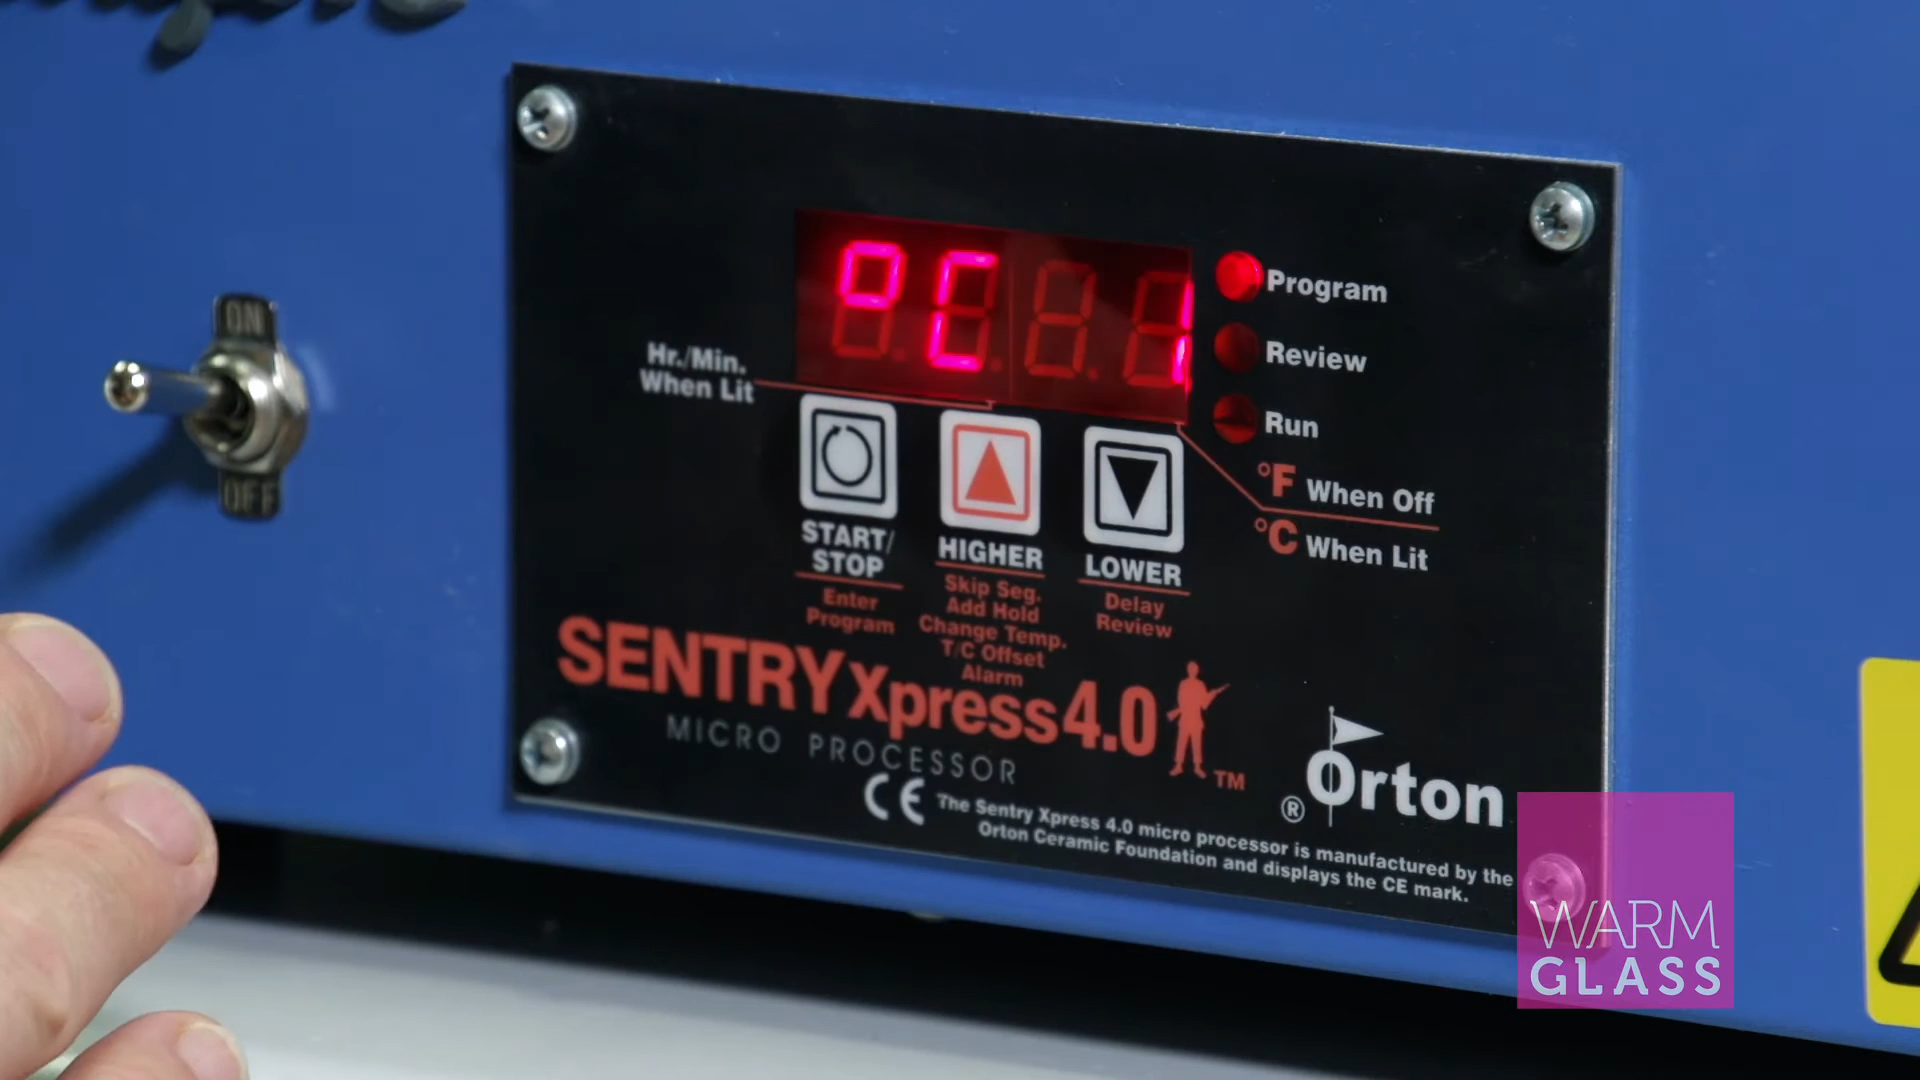 ON
OFF
°C 1
Program
Review
Run
Hr./Min.
When Lit
°F When Off
°C When Lit
START/
STOP
Enter
Program
HIGHER
Skip Seg.
Add Hold
Change Temp.
T/C Offset
Alarm
LOWER
Delay
Review
SENTRY Xpress 4.0 TM
MICRO PROCESSOR
® Orton
CE The Sentry Xpress 4.0 micro processor is manufactured by the
Orton Ceramic Foundation and displays the CE mark.
WARM
GLASS